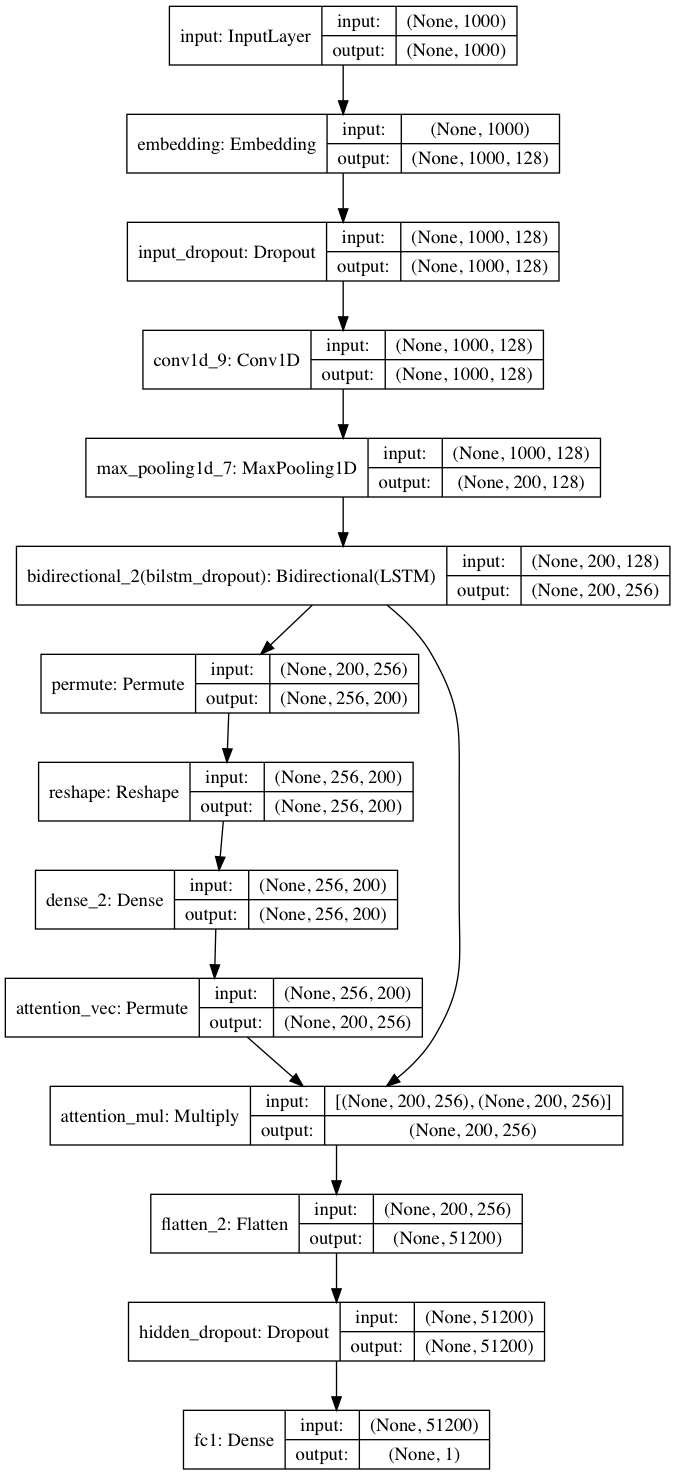 input: InputLayer
input: (None, 1000)
output: (None, 1000)
embedding: Embedding
input: (None, 1000)
output: (None, 1000, 128)
input_dropout: Dropout
input: (None, 1000, 128)
output: (None, 1000, 128)
conv1d_9: Conv1D
input: (None, 1000, 128)
output: (None, 1000, 128)
max_pooling1d_7: MaxPooling1D
input: (None, 1000, 128)
output: (None, 200, 128)
bidirectional_2(bilstm_dropout): Bidirectional(LSTM)
input: (None, 200, 128)
output: (None, 200, 256)
permute: Permute
input: (None, 200, 256)
output: (None, 256, 200)
reshape: Reshape
input: (None, 256, 200)
output: (None, 256, 200)
dense_2: Dense
input: (None, 256, 200)
output: (None, 256, 200)
attention_vec: Permute
input: (None, 256, 200)
output: (None, 200, 256)
attention_mul: Multiply
input: [(None, 200, 256), (None, 200, 256)]
output: (None, 200, 256)
flatten_2: Flatten
input: (None, 200, 256)
output: (None, 51200)
hidden_dropout: Dropout
input: (None, 51200)
output: (None, 51200)
fc1: Dense
input: (None, 51200)
output: (None, 1)